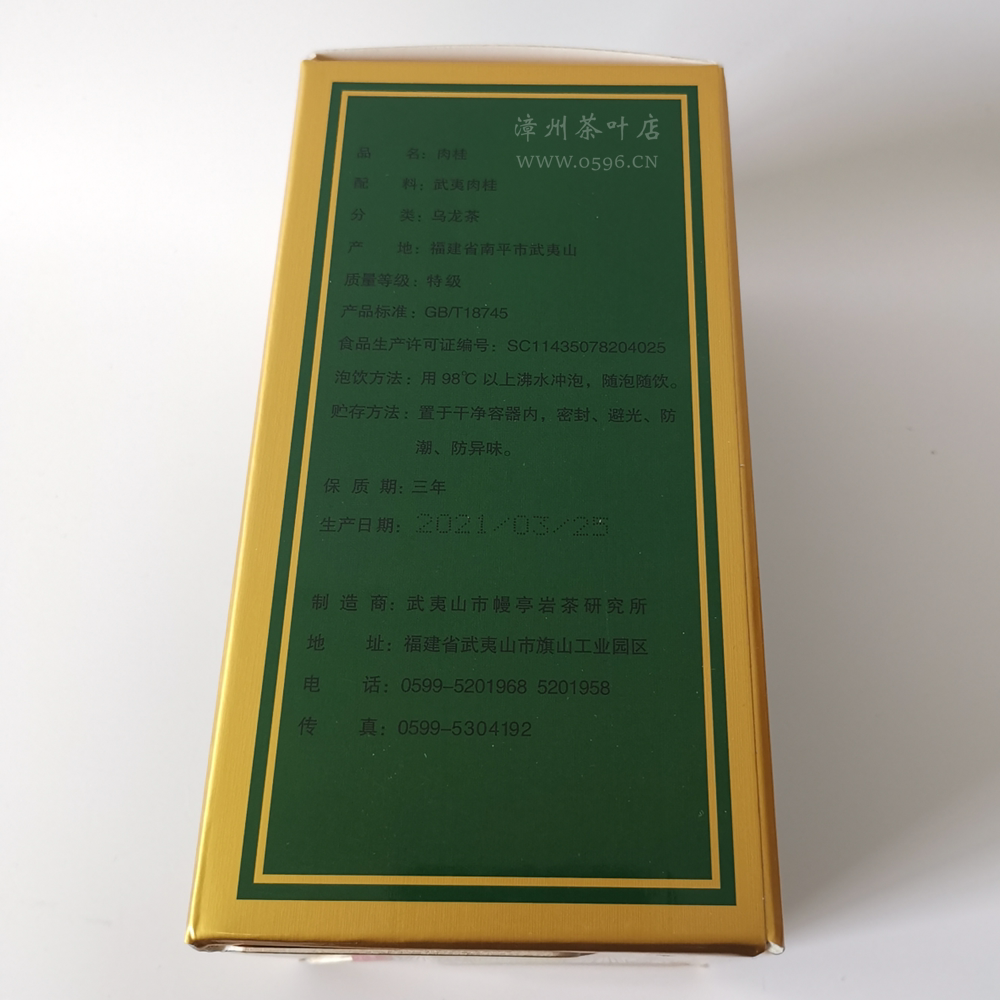 漳州茶叶店
WWW.0596.CN
品 名：肉桂
配 料：武夷肉桂
分 类：乌龙茶
产 地：福建省南平市武夷山
质量等级：特级
产品标准：GB/T18745
食品生产许可证编号：SC11435078204025
泡饮方法：用98℃以上沸水冲泡，随泡随饮。
贮存方法：置于干净容器内，密封、避光、防
潮、防异味。
保 质 期：三年
生产日期：2021/03/25
制 造 商：武夷山市幔亭岩茶研究所
地 址：福建省武夷山市旗山工业园区
电 话：0599-5201968 5201958
传 真：0599-5304192